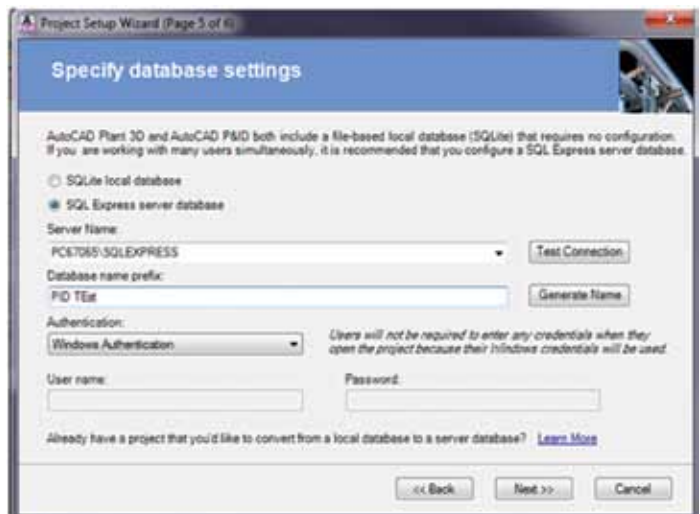 Project Setup Wizard (Page 5 of 6)
Specify database settings
AutoCAD Plant 3D and AutoCAD P&ID both include a file-based local database (SQLite) that requires no configuration.
If you are working with many users simultaneously, it is recommended that you configure a SQL Express server database.
SQLite local database
SQL Express server database
Server Name:
PC67065\SQLEXPRESS
Test Connection
Database name prefix:
PID TEst
Generate Name
Authentication:
Windows Authentication
Users will not be required to enter any credentials when they
open the project because their Windows credentials will be used.
User name:
Password:
Already have a project that you'd like to convert from a local database to a server database? Learn More
<< Back
Next >>
Cancel